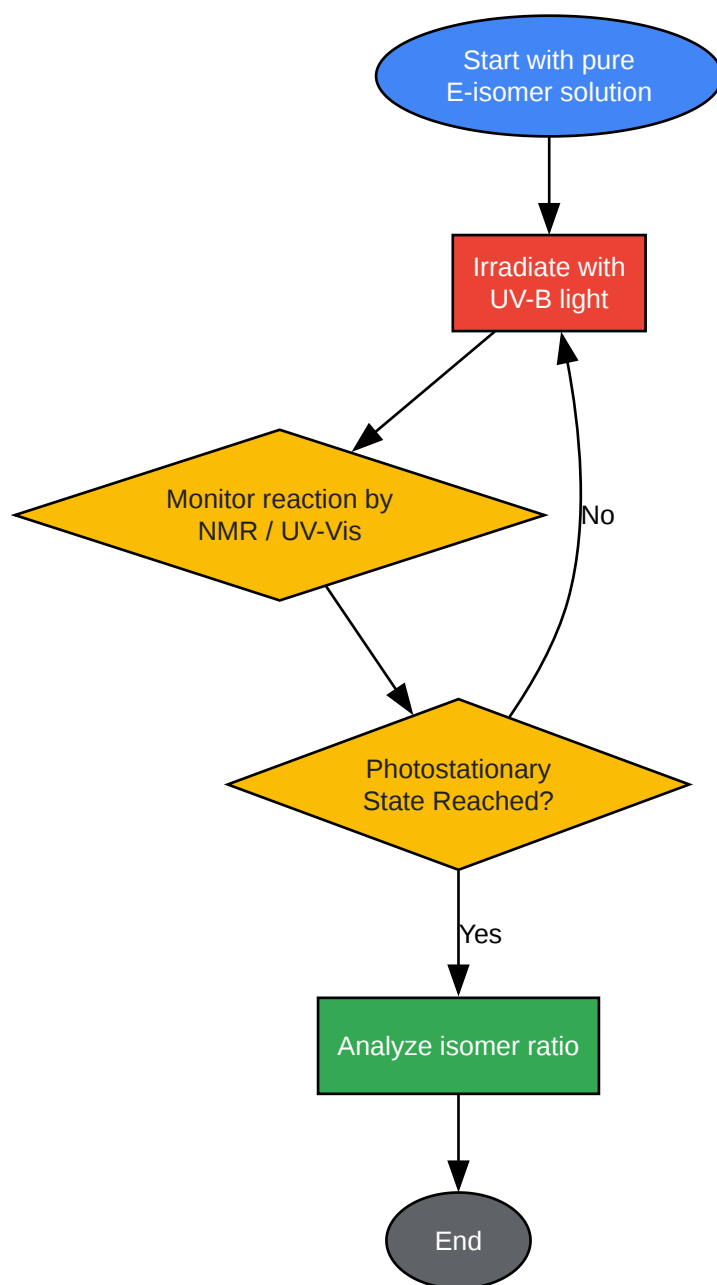 Start with pure
E-isomer solution
Irradiate with
UV-B light
Monitor reaction by
NMR / UV-Vis
No
Photostationary
State Reached?
Yes
Analyze isomer ratio
End